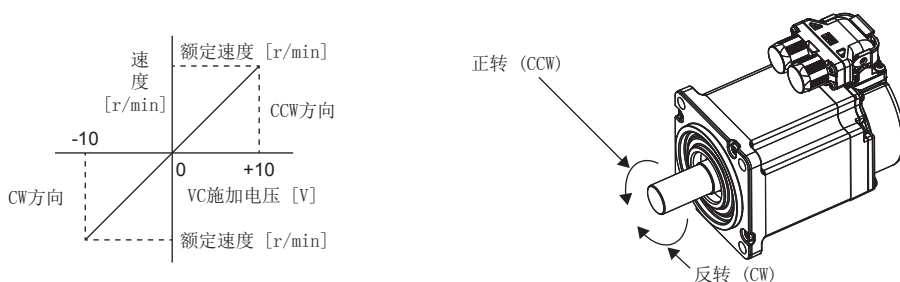 速
度
[r/min]
额定速度 [r/min]
CCW方向
-10
0
+10
CW方向
VC施加电压 [V]
额定速度 [r/min]
正转 (CCW)
反转 (CW)